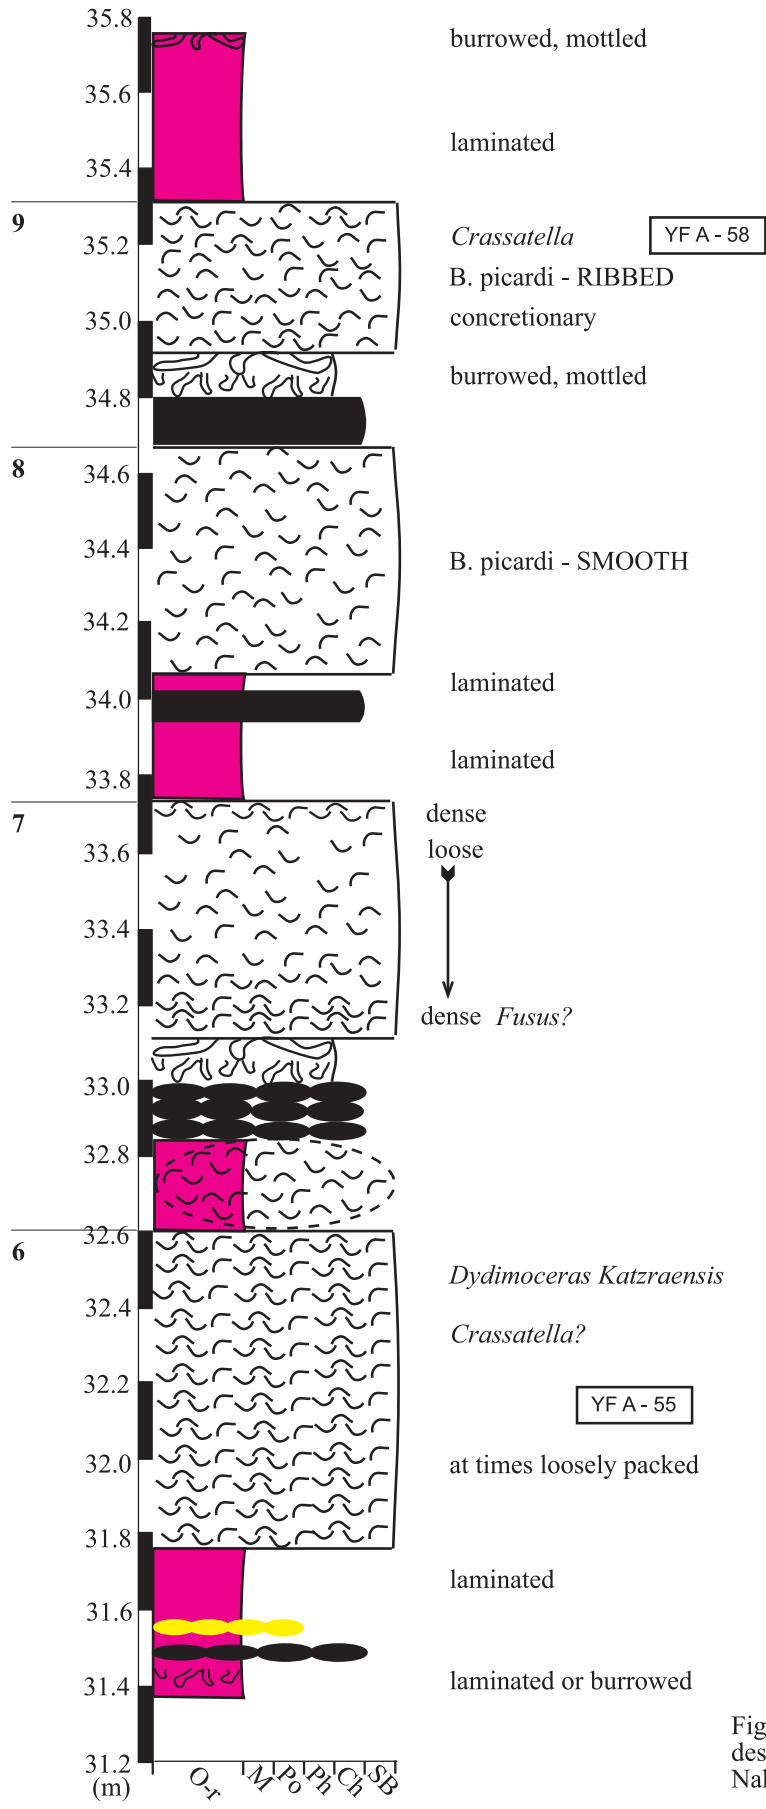 35.8
burrowed, mottled
35.6
laminated
35.4
9
Crassatella
YF A - 58
35.2
B. picardi - RIBBED
concretionary
35.0
burrowed, mottled
34.8
8
34.6
34.4
B. picardi - SMOOTH
34.2
laminated
34.0
laminated
33.8
7
dense
loose
33.6
33.4
33.2
dense Fusus?
33.0
32.8
32.6
6
Dydimoceras Katzraensis
32.4
Crassatella?
32.2
YF A - 55
32.0
at times loosely packed
31.8
laminated
31.6
laminated or burrowed
31.4
Fig
des
Nal
31.2
(m)
O-r M Po Ph Ch SB